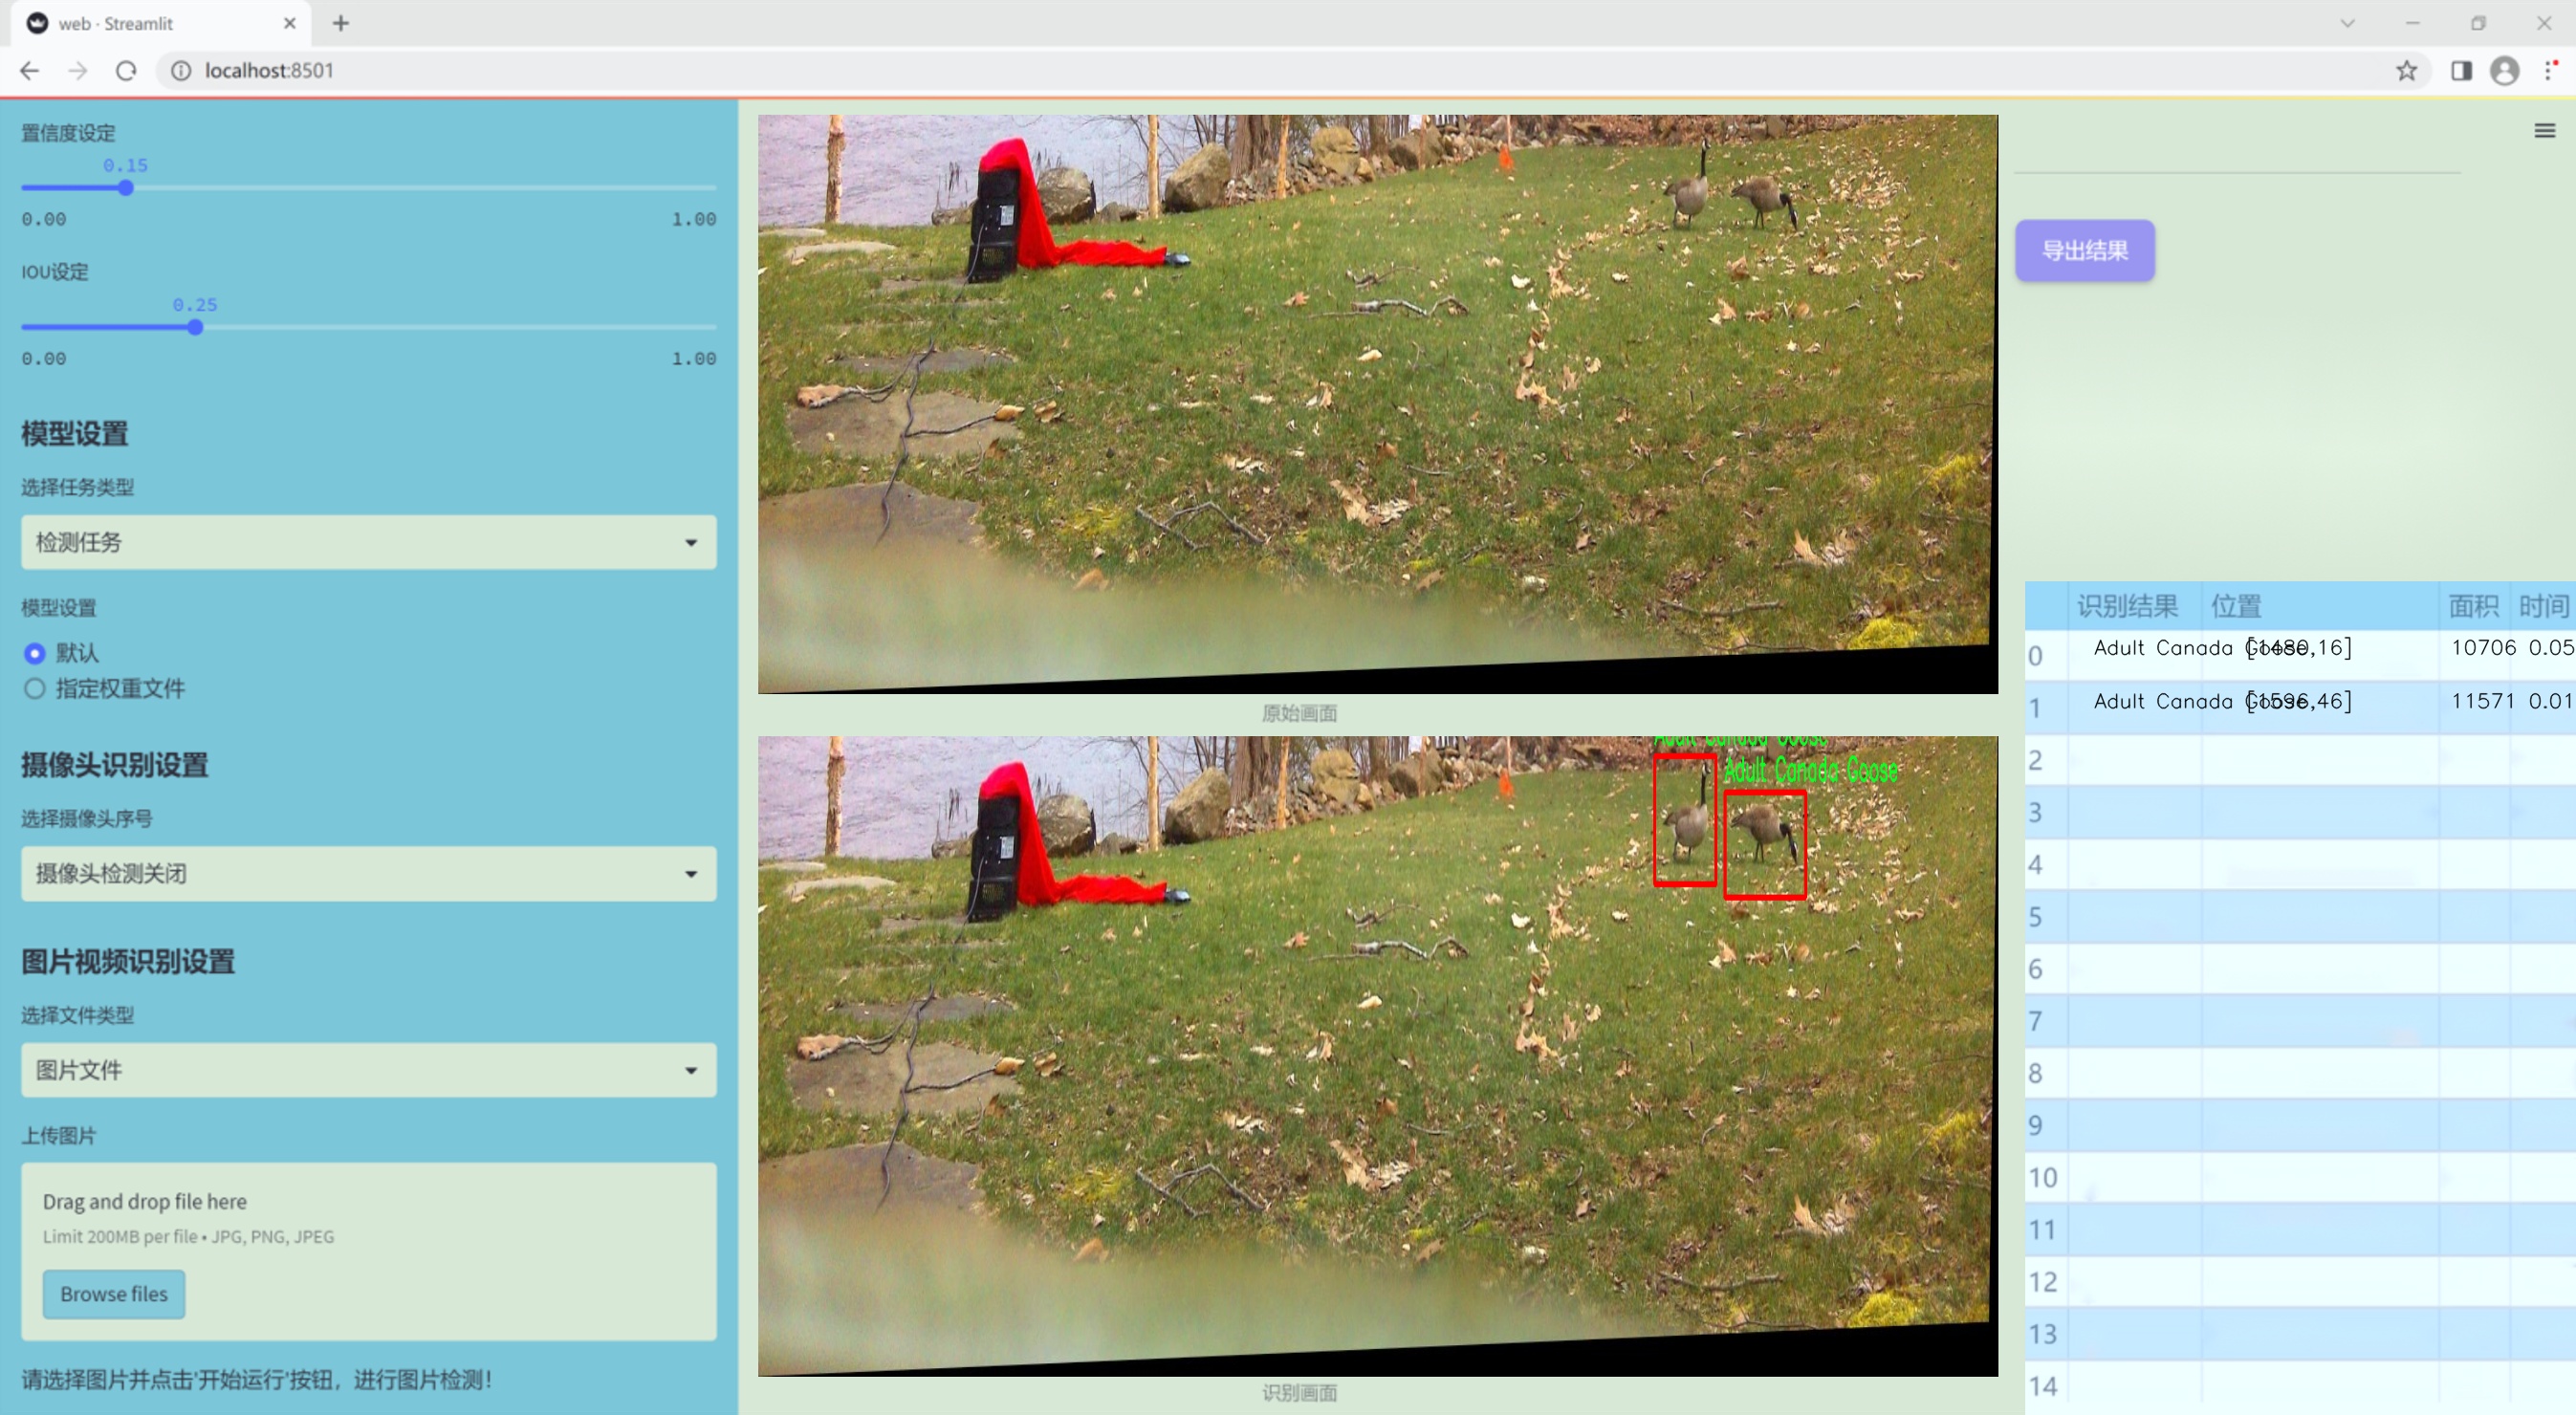 web · Streamlit
localhost:8501
置信度设定
0.15
0.00 1.00
IOU设定
0.25
0.00 1.00
模型设置
选择任务类型
检测任务
模型设置
默认
指定权重文件
摄像头识别设置
选择摄像头序号
摄像头检测关闭
图片视频识别设置
选择文件类型
图片文件
上传图片
Drag and drop file here
Limit 200MB per file • JPG, PNG, JPEG
Browse files
请选择图片并点击'开始运行'按钮，进行图片检测！
原始画面
Adult Canada Goose
Adult Canada Goose
识别画面
导出结果
识别结果 位置 面积 时间
0 Adult Canada Goose [1480,16] 10706 0.05
1 Adult Canada Goose [1596,46] 11571 0.01
2
3
4
5
6
7
8
9
10
11
12
13
14